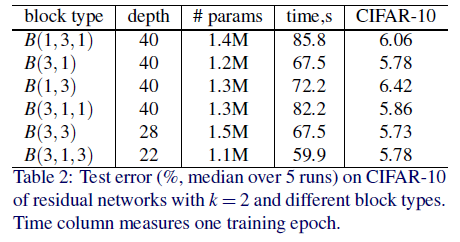 block type depth # params time,s CIFAR-10
B(1,3,1) 40 1.4M 85.8 6.06
B(3,1) 40 1.2M 67.5 5.78
B(1,3) 40 1.3M 72.2 6.42
B(3,1,1) 40 1.3M 82.2 5.86
B(3,3) 28 1.5M 67.5 5.73
B(3,1,3) 22 1.1M 59.9 5.78
Table 2: Test error (%, median over 5 runs) on CIFAR-10
of residual networks with k = 2 and different block types.
Time column measures one training epoch.